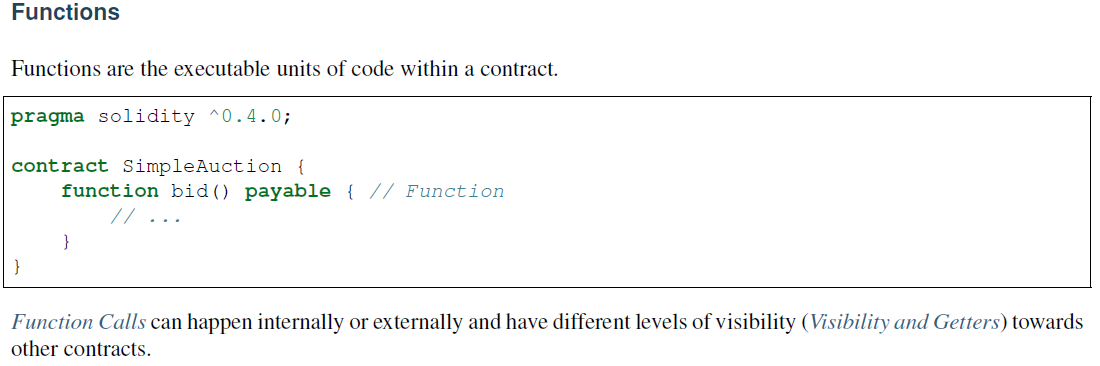 Functions
Functions are the executable units of code within a contract.
pragma solidity ^0.4.0;
contract SimpleAuction {
    function bid() payable { // Function
        // ...
    }
}
Function Calls can happen internally or externally and have different levels of visibility (Visibility and Getters) towards
other contracts.